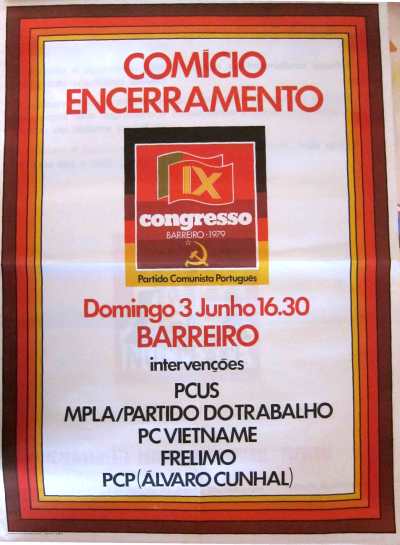 COMÍCIO
ENCERRAMENTO
IX
congresso
BARREIRO · 1979
Partido Comunista Português
Domingo 3 Junho 16.30
BARREIRO
intervenções
PCUS
MPLA/PARTIDO DO TRABALHO
PC VIETNAME
FRELIMO
PCP (ÁLVARO CUNHAL)